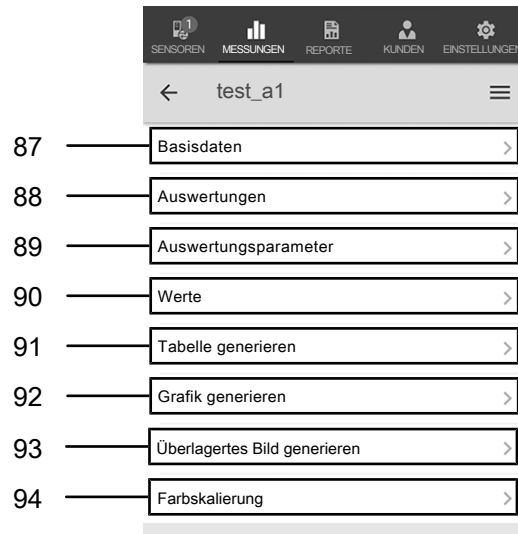 1
SENSOREN MESSUNGEN REPORTE KUNDEN EINSTELLUNGEN
test_a1
87 Basisdaten
88 Auswertungen
89 Auswertungsparameter
90 Werte
91 Tabelle generieren
92 Grafik generieren
93 Überlagertes Bild generieren
94 Farbskalierung